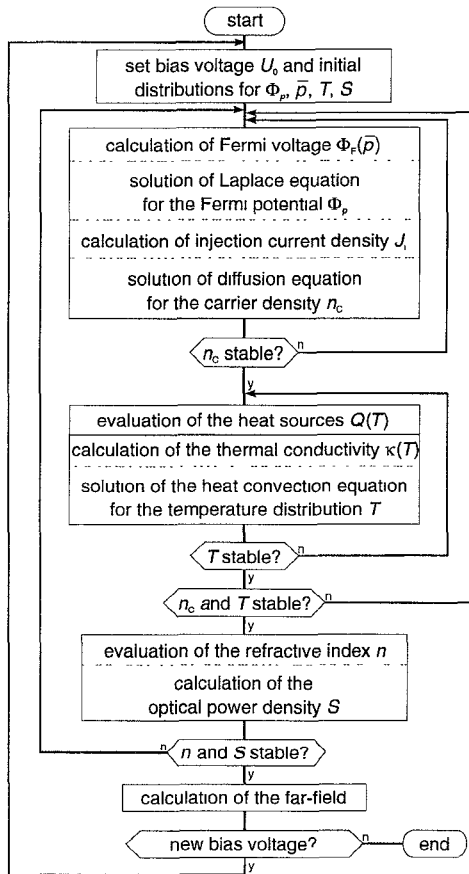 start
set bias voltage U₀ and initial
distributions for Φₚ, p̅, T, S
calculation of Fermi voltage Φ_F(p̅)
solution of Laplace equation
for the Fermi potential Φₚ
calculation of injection current density Jᵢ
solution of diffusion equation
for the carrier density n_c
n_c stable?
n
y
evaluation of the heat sources Q(T)
calculation of the thermal conductivity κ(T)
solution of the heat convection equation
for the temperature distribution T
T stable?
n
y
n_c and T stable?
n
y
evaluation of the refractive index n
calculation of the
optical power density S
n
n and S stable?
y
calculation of the far-field
new bias voltage?
n
end
y